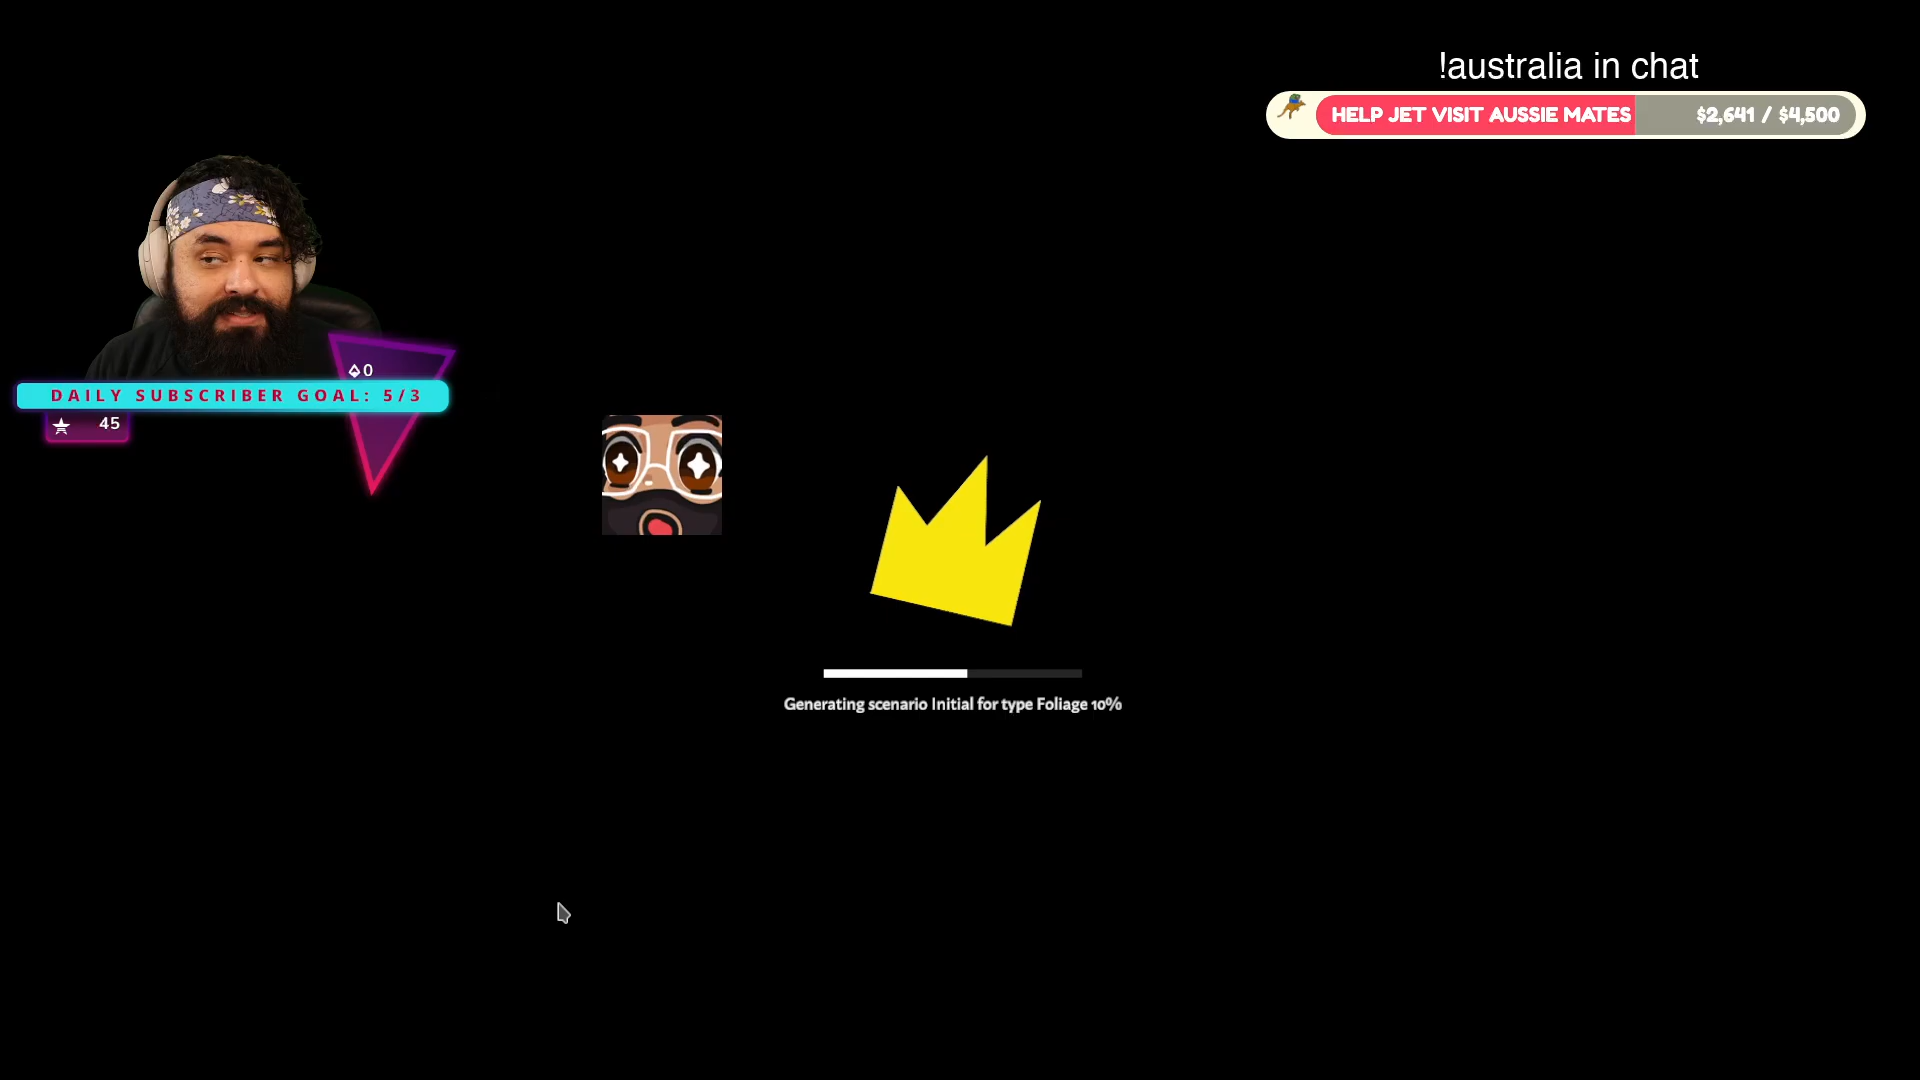 !australia in chat
HELP JET VISIT AUSSIE MATES $2,641 / $4,500
0
DAILY SUBSCRIBER GOAL: 5/3
45
Generating scenario Initial for type Foliage 10%